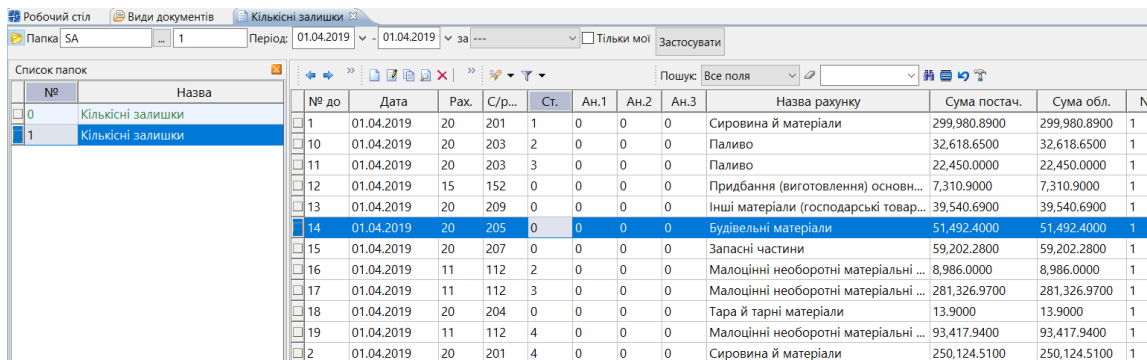 Робочий стіл Види документів Кількісні залишки
Папка SA ... 1 Період: 01.04.2019 - 01.04.2019 за --- Тільки мої Застосувати
Список папок
№ Назва
0 Кількісні залишки
1 Кількісні залишки
Пошук: Все поля
№ до Дата Рах. С/р... Ст. Ан.1 Ан.2 Ан.3 Назва рахунку Сума постач. Сума обл. N
1 01.04.2019 20 201 1 0 0 0 Сировина й матеріали 299,980.8900 299,980.8900 1
10 01.04.2019 20 203 2 0 0 0 Паливо 32,618.6500 32,618.6500 1
11 01.04.2019 20 203 3 0 0 0 Паливо 22,450.0000 22,450.0000 1
12 01.04.2019 15 152 0 0 0 0 Придбання (виготовлення) основн... 7,310.9000 7,310.9000 1
13 01.04.2019 20 209 0 0 0 0 Інші матеріали (господарські товар... 39,540.6900 39,540.6900 1
14 01.04.2019 20 205 0 0 0 0 Будівельні матеріали 51,492.4000 51,492.4000 1
15 01.04.2019 20 207 0 0 0 0 Запасні частини 59,202.2800 59,202.2800 1
16 01.04.2019 11 112 2 0 0 0 Малоцінні необоротні матеріальні ... 8,986.0000 8,986.0000 1
17 01.04.2019 11 112 3 0 0 0 Малоцінні необоротні матеріальні ... 281,326.9700 281,326.9700 1
18 01.04.2019 20 204 0 0 0 0 Тара й тарні матеріали 13.9000 13.9000 1
19 01.04.2019 11 112 4 0 0 0 Малоцінні необоротні матеріальні ... 93,417.9400 93,417.9400 1
2 01.04.2019 20 201 4 0 0 0 Сировина й матеріали 250,124.5100 250,124.5100 1